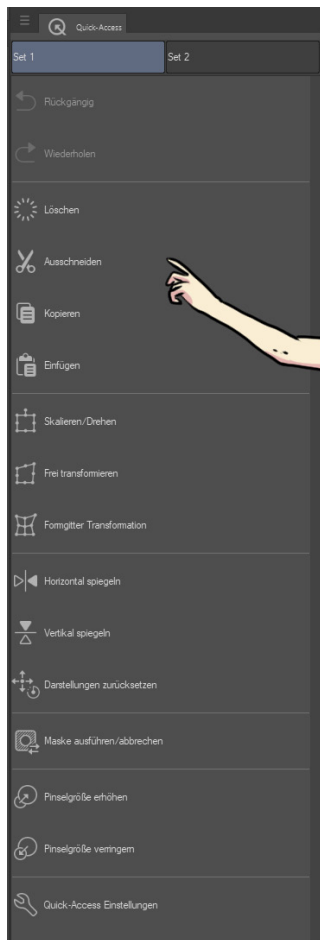 Quick-Access
Set 1
Set 2
Rückgängig
Wiederholen
Löschen
Ausschneiden
Kopieren
Einfügen
Skalieren/Drehen
Frei transformieren
Formgitter Transformation
Horizontal spiegeln
Vertikal spiegeln
Darstellungen zurücksetzen
Maske ausführen/abbrechen
Pinselgröße erhöhen
Pinselgröße verringern
Quick-Access Einstellungen